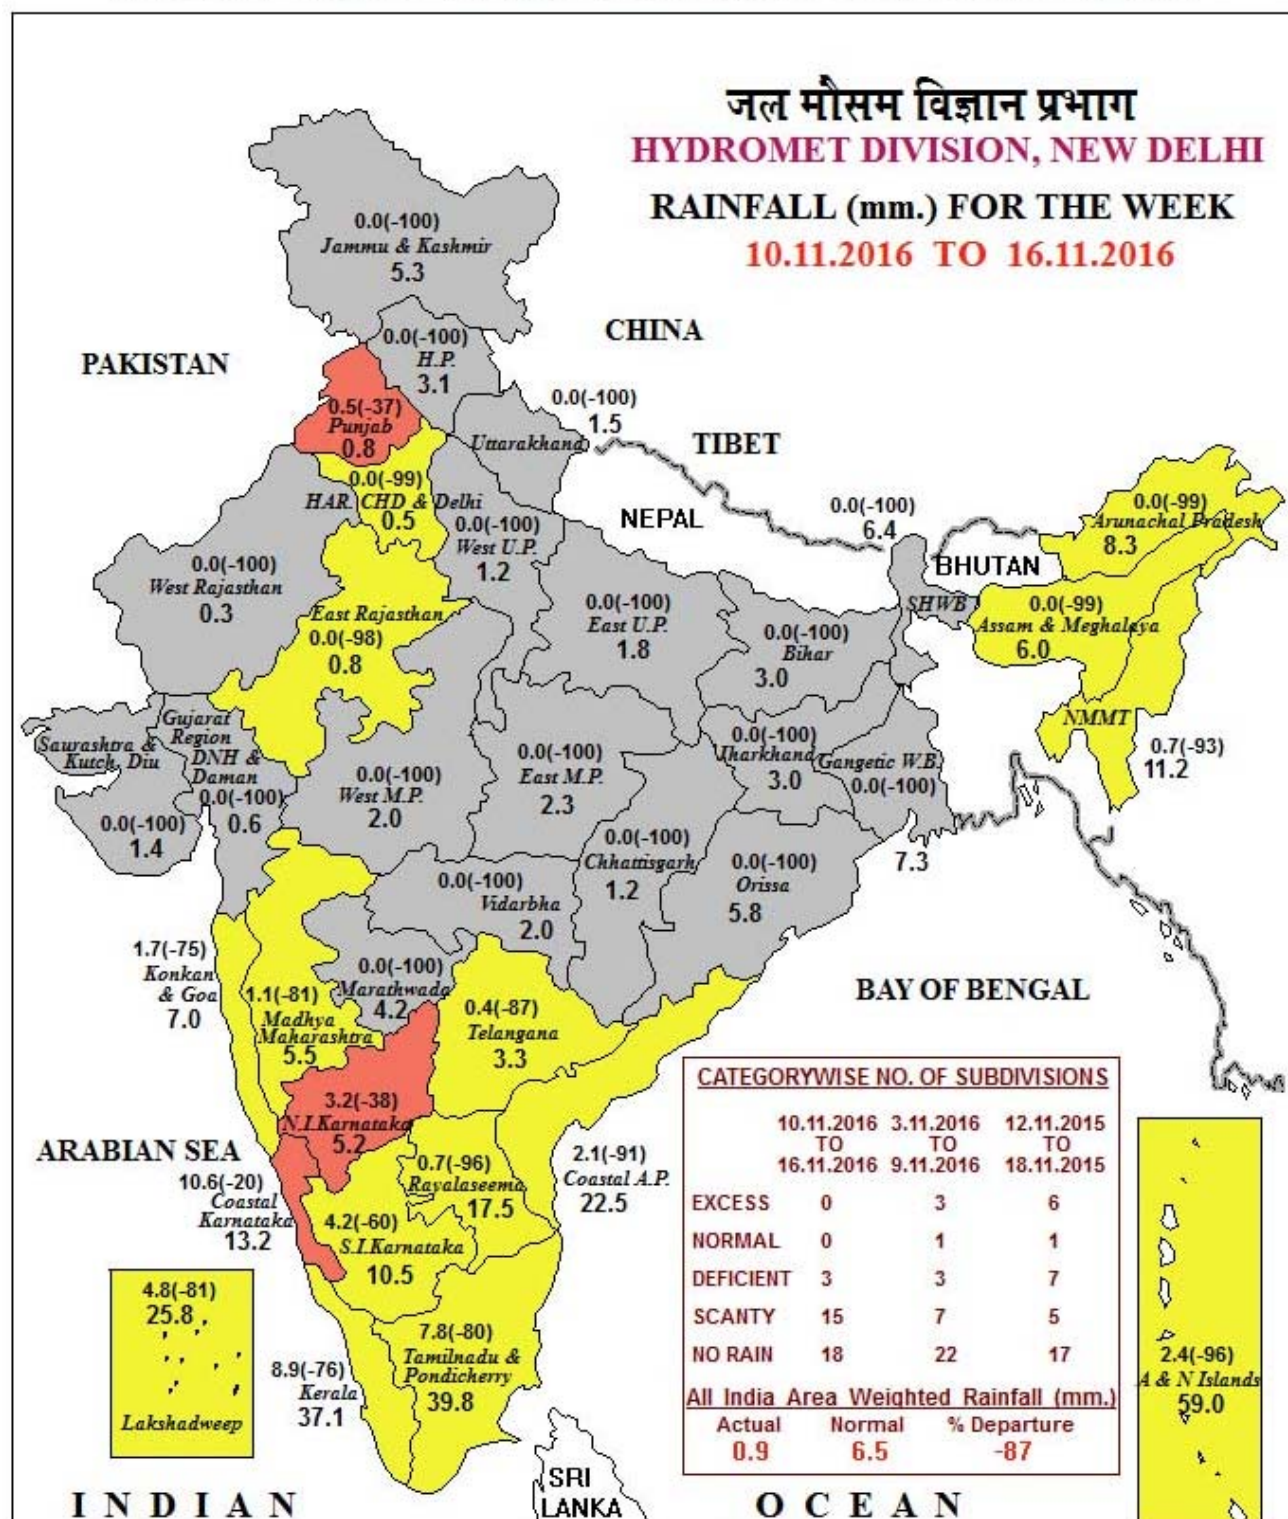 जल मौसम विज्ञान प्रभाग
HYDROMET DIVISION, NEW DELHI
RAINFALL (mm.) FOR THE WEEK
10.11.2016 TO 16.11.2016
0.0(-100)
Jammu & Kashmir
5.3
CHINA
0.0(-100)
H.P.
3.1
PAKISTAN
0.5(-37)
Punjab
0.8
0.0(-100)
1.5
Uttarakhand
TIBET
0.0(-99)
HAR. CHD & Delhi
0.5
NEPAL
0.0(-100)
6.4
SHWB
BHUTAN
0.0(-99)
Arunachal Pradesh
8.3
0.0(-100)
West U.P.
1.2
0.0(-100)
West Rajasthan
0.3
East Rajasthan
0.0(-98)
0.8
0.0(-100)
East U.P.
1.8
0.0(-100)
Bihar
3.0
0.0(-99)
Assam & Meghalaya
6.0
NMMT
0.7(-93)
11.2
Saurashtra &
Kutch, Diu
0.0(-100)
1.4
Gujarat
Region
DNH &
Daman
0.0(-100)
0.6
0.0(-100)
West M.P.
2.0
0.0(-100)
East M.P.
2.3
0.0(-100)
Jharkhand
3.0
Gangetic W.B.
0.0(-100)
7.3
0.0(-100)
Chhattisgarh
1.2
0.0(-100)
Orissa
5.8
0.0(-100)
Vidarbha
2.0
1.7(-75)
Konkan
& Goa
7.0
1.1(-81)
Madhya
Maharashtra
5.5
0.0(-100)
Marathwada
4.2
0.4(-87)
Telangana
3.3
BAY OF BENGAL
3.2(-38)
N.I.Karnataka
5.2
ARABIAN SEA
10.6(-20)
Coastal
Karnataka
13.2
0.7(-96)
Rayalaseema
17.5
2.1(-91)
Coastal A.P.
22.5
4.2(-60)
S.I.Karnataka
10.5
4.8(-81)
25.8
Lakshadweep
8.9(-76)
Kerala
37.1
7.8(-80)
Tamilnadu &
Pondicherry
39.8
CATEGORYWISE NO. OF SUBDIVISIONS
10.11.2016 3.11.2016 12.11.2015
TO TO TO
16.11.2016 9.11.2016 18.11.2015
EXCESS 0 3 6
NORMAL 0 1 1
DEFICIENT 3 3 7
SCANTY 15 7 5
NO RAIN 18 22 17
All India Area Weighted Rainfall (mm.)
Actual Normal % Departure
0.9 6.5 -87
2.4(-96)
A & N Islands
59.0
SRI
LANKA
INDIAN OCEAN